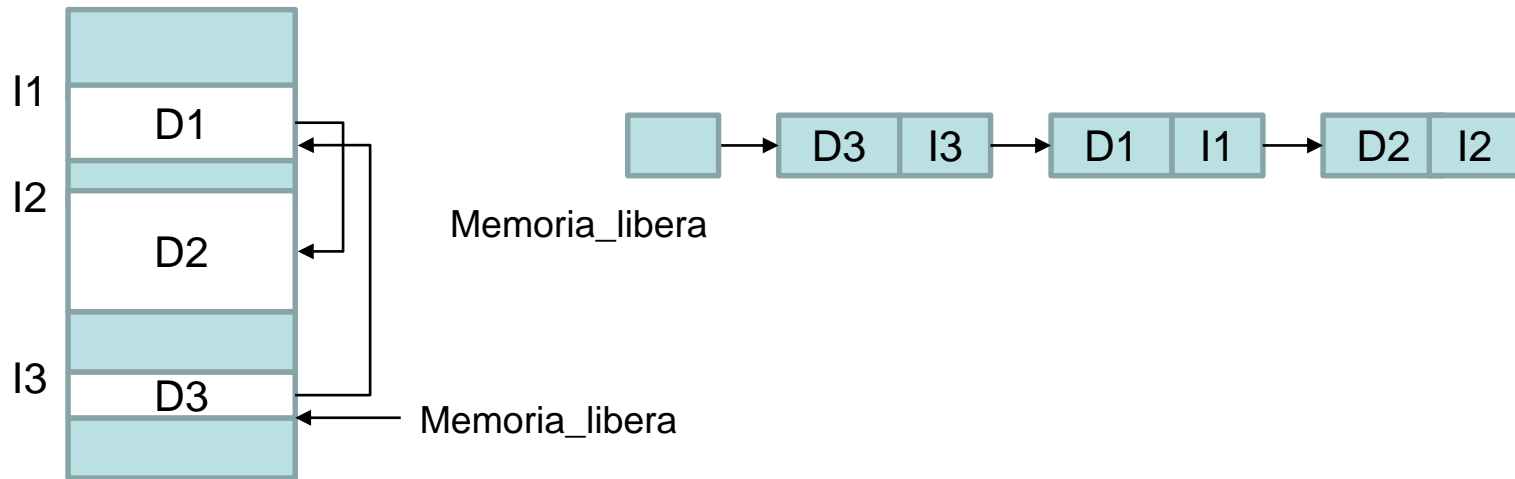 I1
D1
I2
D2
I3
D3
Memoria_libera
D3 I3 D1 I1 D2 I2
Memoria_libera